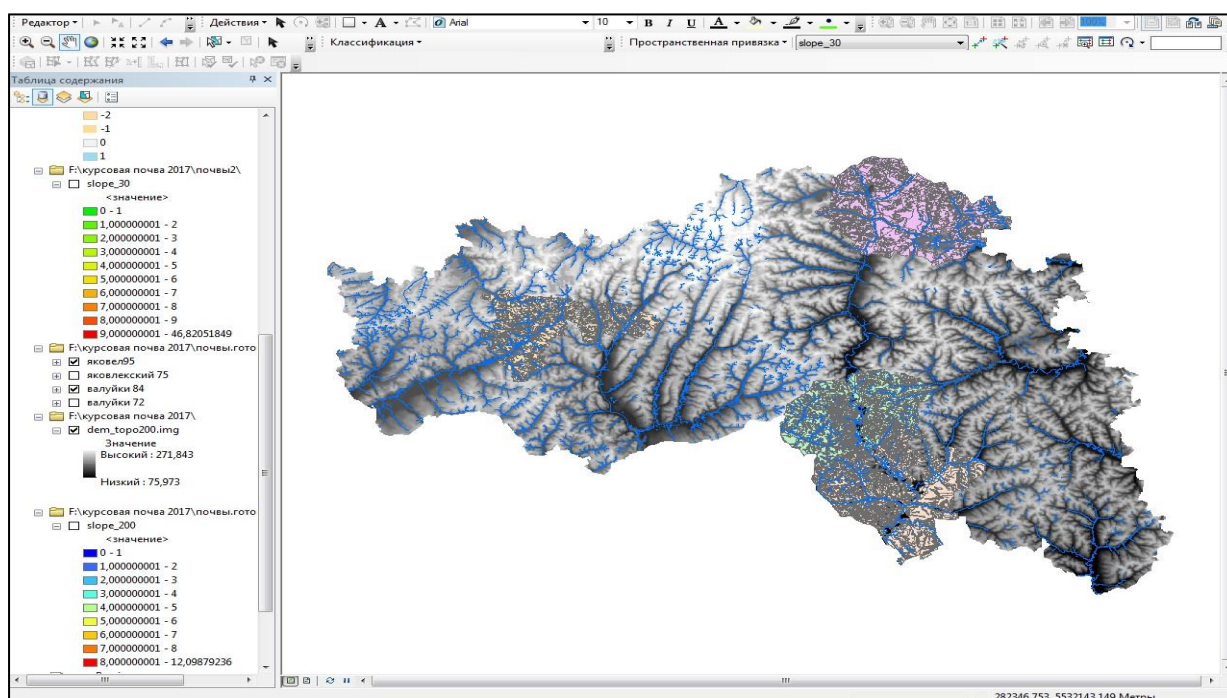 Редактор
Действия
Arial
10
B I U A
100%
Классификация
Пространственная привязка
slope_30
Таблица содержания
-2
-1
0
1
F:\курсовая почва 2017\почвы2\
slope_30
<значение>
0 - 1
1,000000001 - 2
2,000000001 - 3
3,000000001 - 4
4,000000001 - 5
5,000000001 - 6
6,000000001 - 7
7,000000001 - 8
8,000000001 - 9
9,000000001 - 46,82051849
F:\курсовая почва 2017\почвы.гото
яковел95
яковлекский 75
валуйки 84
валуйки 72
F:\курсовая почва 2017\
dem_topo200.img
Значение
Высокий : 271,843
Низкий : 75,973
F:\курсовая почва 2017\почвы.гото
slope_200
<значение>
0 - 1
1,000000001 - 2
2,000000001 - 3
3,000000001 - 4
4,000000001 - 5
5,000000001 - 6
6,000000001 - 7
7,000000001 - 8
8,000000001 - 12,09879236
282346,753 5532143,149 Метры